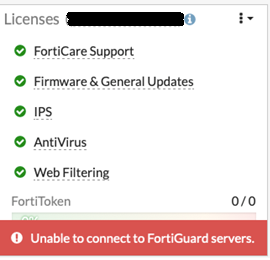 Licenses
FortiCare Support
Firmware & General Updates
IPS
AntiVirus
Web Filtering
FortiToken 0 / 0
Unable to connect to FortiGuard servers.